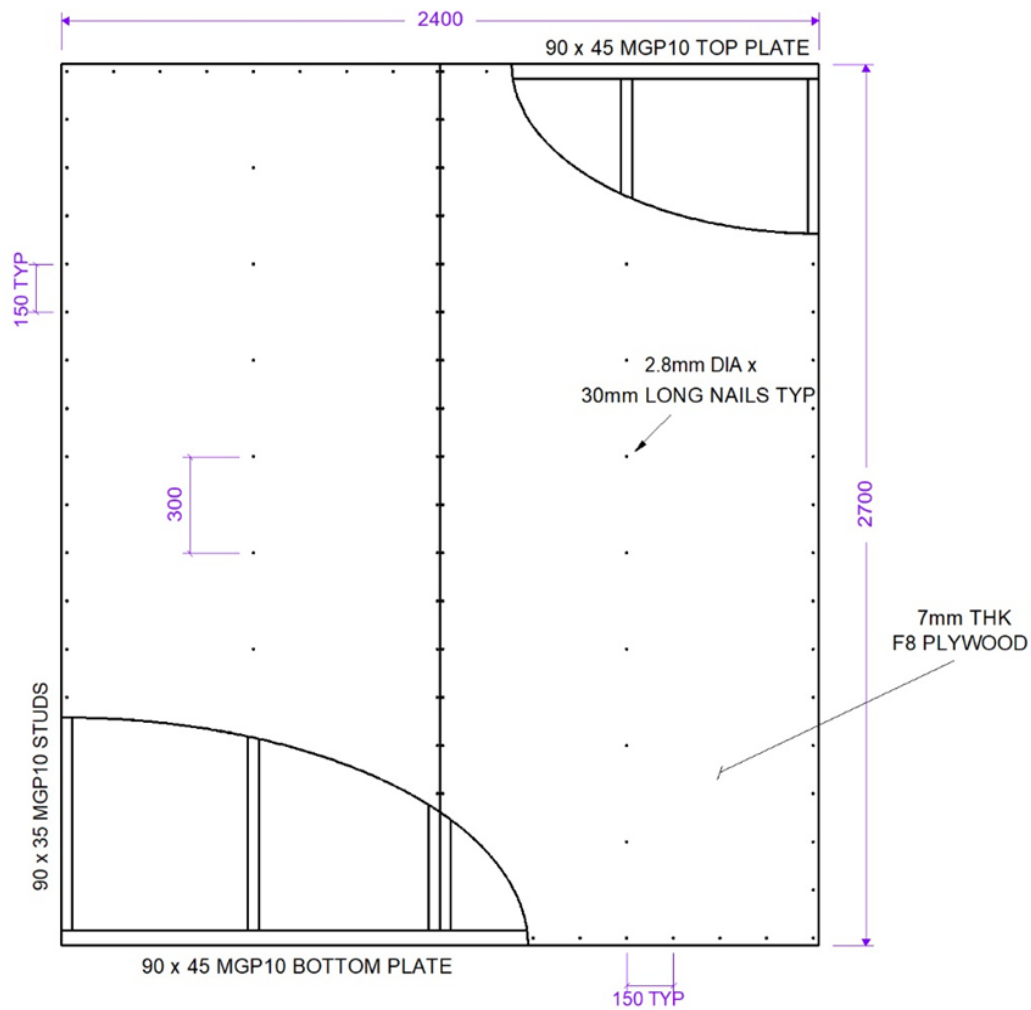 2400
90 x 45 MGP10 TOP PLATE
150 TYP
2.8mm DIA x
30mm LONG NAILS TYP
300
2700
7mm THK
F8 PLYWOOD
90 x 35 MGP10 STUDS
90 x 45 MGP10 BOTTOM PLATE
150 TYP